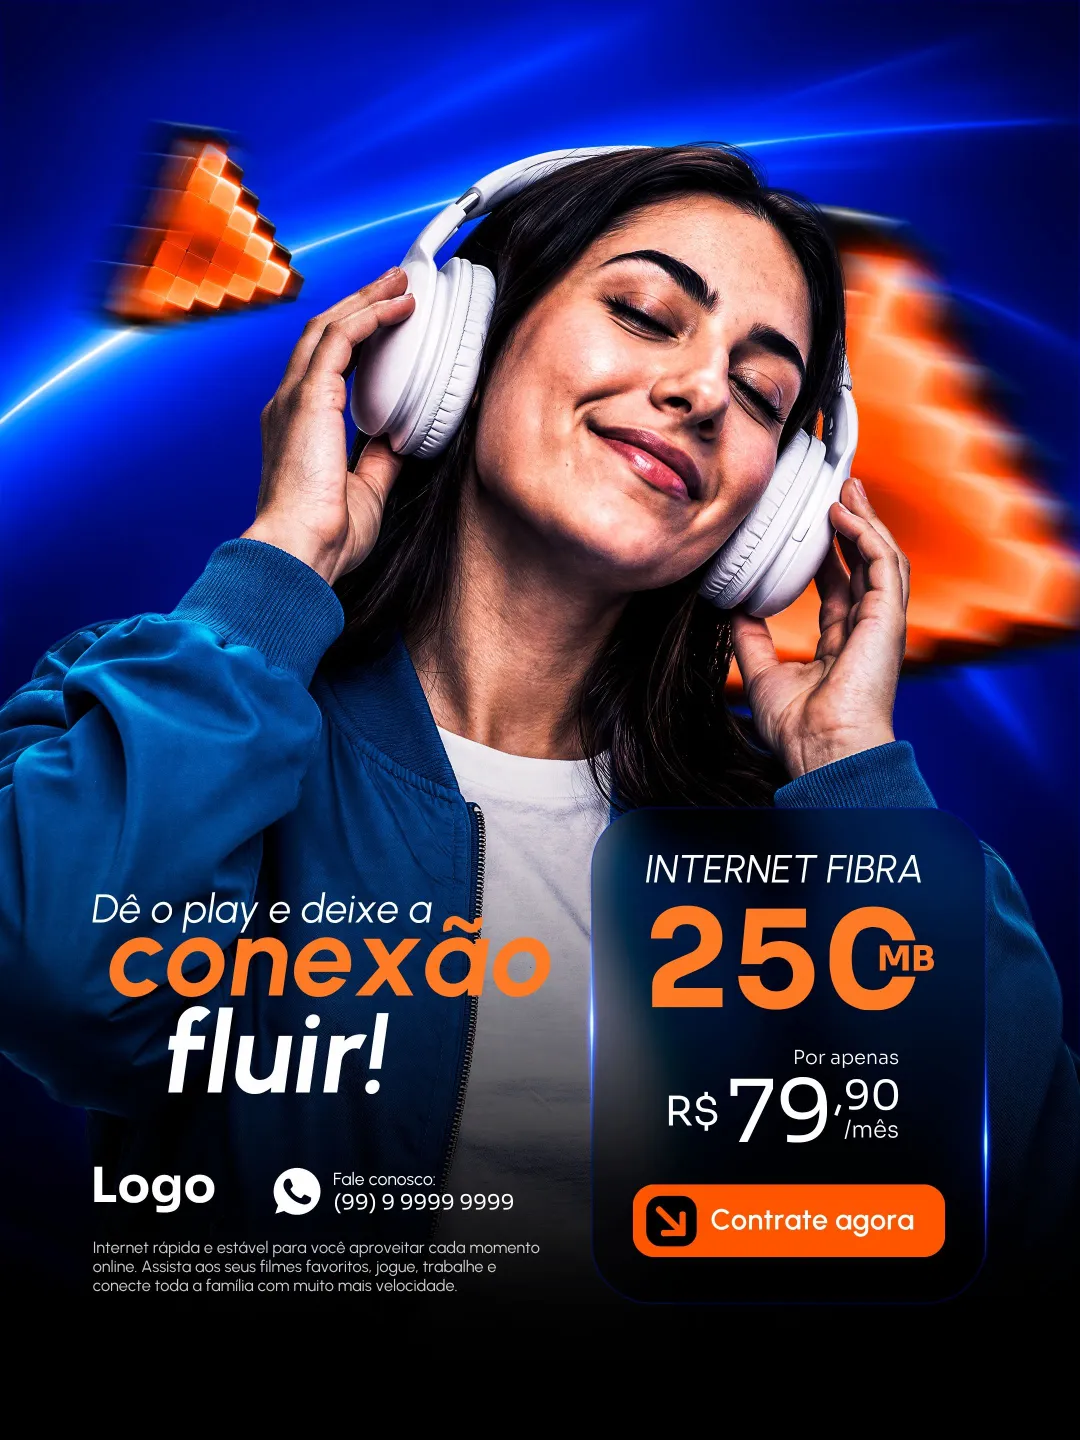 Dê o play e deixe a
conexão
fluir!
Logo
Fale conosco:
(99) 9 9999 9999
Internet rápida e estável para você aproveitar cada momento
online. Assista aos seus filmes favoritos, jogue, trabalhe e
conecte toda a família com muito mais velocidade.
INTERNET FIBRA
250 MB
Por apenas
R$ 79,90
/mês
Contrate agora